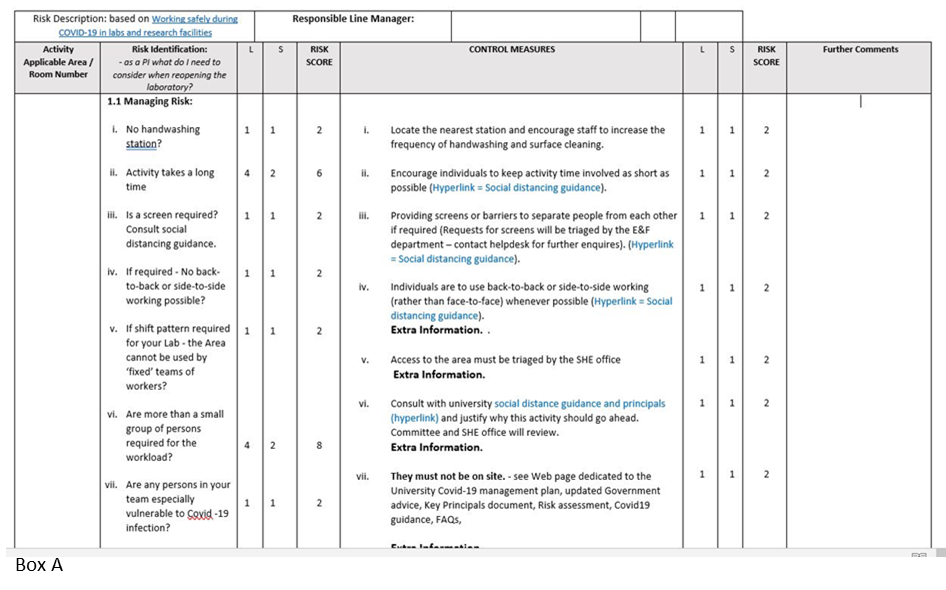 Risk Description: based on Working safely during
COVID-19 in labs and research facilities
Responsible Line Manager:
Activity
Applicable Area /
Room Number
Risk Identification:
- as a PI what do I need to
consider when reopening the
laboratory?
L
S
RISK
SCORE
CONTROL MEASURES
L
S
RISK
SCORE
Further Comments
1.1 Managing Risk:
i. No handwashing
station?
1 1 2
i. Locate the nearest station and encourage staff to increase the
frequency of handwashing and surface cleaning.
1 1 2
ii. Activity takes a long
time
4 2 6
ii. Encourage individuals to keep activity time involved as short as
possible (Hyperlink = Social distancing guidance).
1 1 2
iii. Is a screen required?
Consult social
distancing guidance.
1 1 2
iii. Providing screens or barriers to separate people from each other
if required (Requests for screens will be triaged by the E&F
department – contact helpdesk for further enquires). (Hyperlink
= Social distancing guidance).
1 1 2
iv. If required - No back-
to-back or side-to-side
working possible?
1 1 2
iv. Individuals are to use back-to-back or side-to-side working
(rather than face-to-face) whenever possible (Hyperlink = Social
distancing guidance).
Extra Information. .
1 1 2
v. If shift pattern required
for your Lab - the Area
cannot be used by
'fixed' teams of
workers?
1 1 2
v. Access to the area must be triaged by the SHE office
Extra Information.
1 1 2
vi. Are more than a small
group of persons
required for the
workload?
4 2 8
vi. Consult with university social distance guidance and principals
(hyperlink) and justify why this activity should go ahead.
Committee and SHE office will review.
Extra Information.
1 1 2
vii. Are any persons in your
team especially
vulnerable to Covid -19
infection?
1 1 2
vii. They must not be on site. - see Web page dedicated to the
University Covid-19 management plan, updated Government
advice, Key Principals document, Risk assessment, Covid19
guidance, FAQs,
1 1 2
Extra Information
Box A